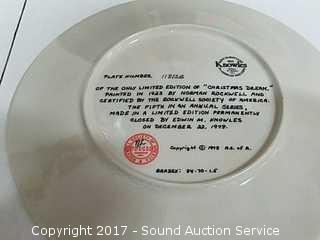 Knowles
PLATE NUMBER
OF THE ONLY LIMITED EDITION OF "CHRISTMAS DREAM,"
PAINTED IN 1923 BY NORMAN ROCKWELL AND
CERTIFIED BY THE ROCKWELL SOCIETY OF AMERICA.
THE FIFTH IN AN ANNUAL SERIES,
MADE IN A LIMITED EDITION PERMANENTLY
CLOSED BY EDWIN M. KNOWLES
ON DECEMBER 22, 1978.
COPYRIGHT © 1978 R.S. OF A.
BRADEX: 84-70-1.5
Copyright © 2017 - Sound Auction Service